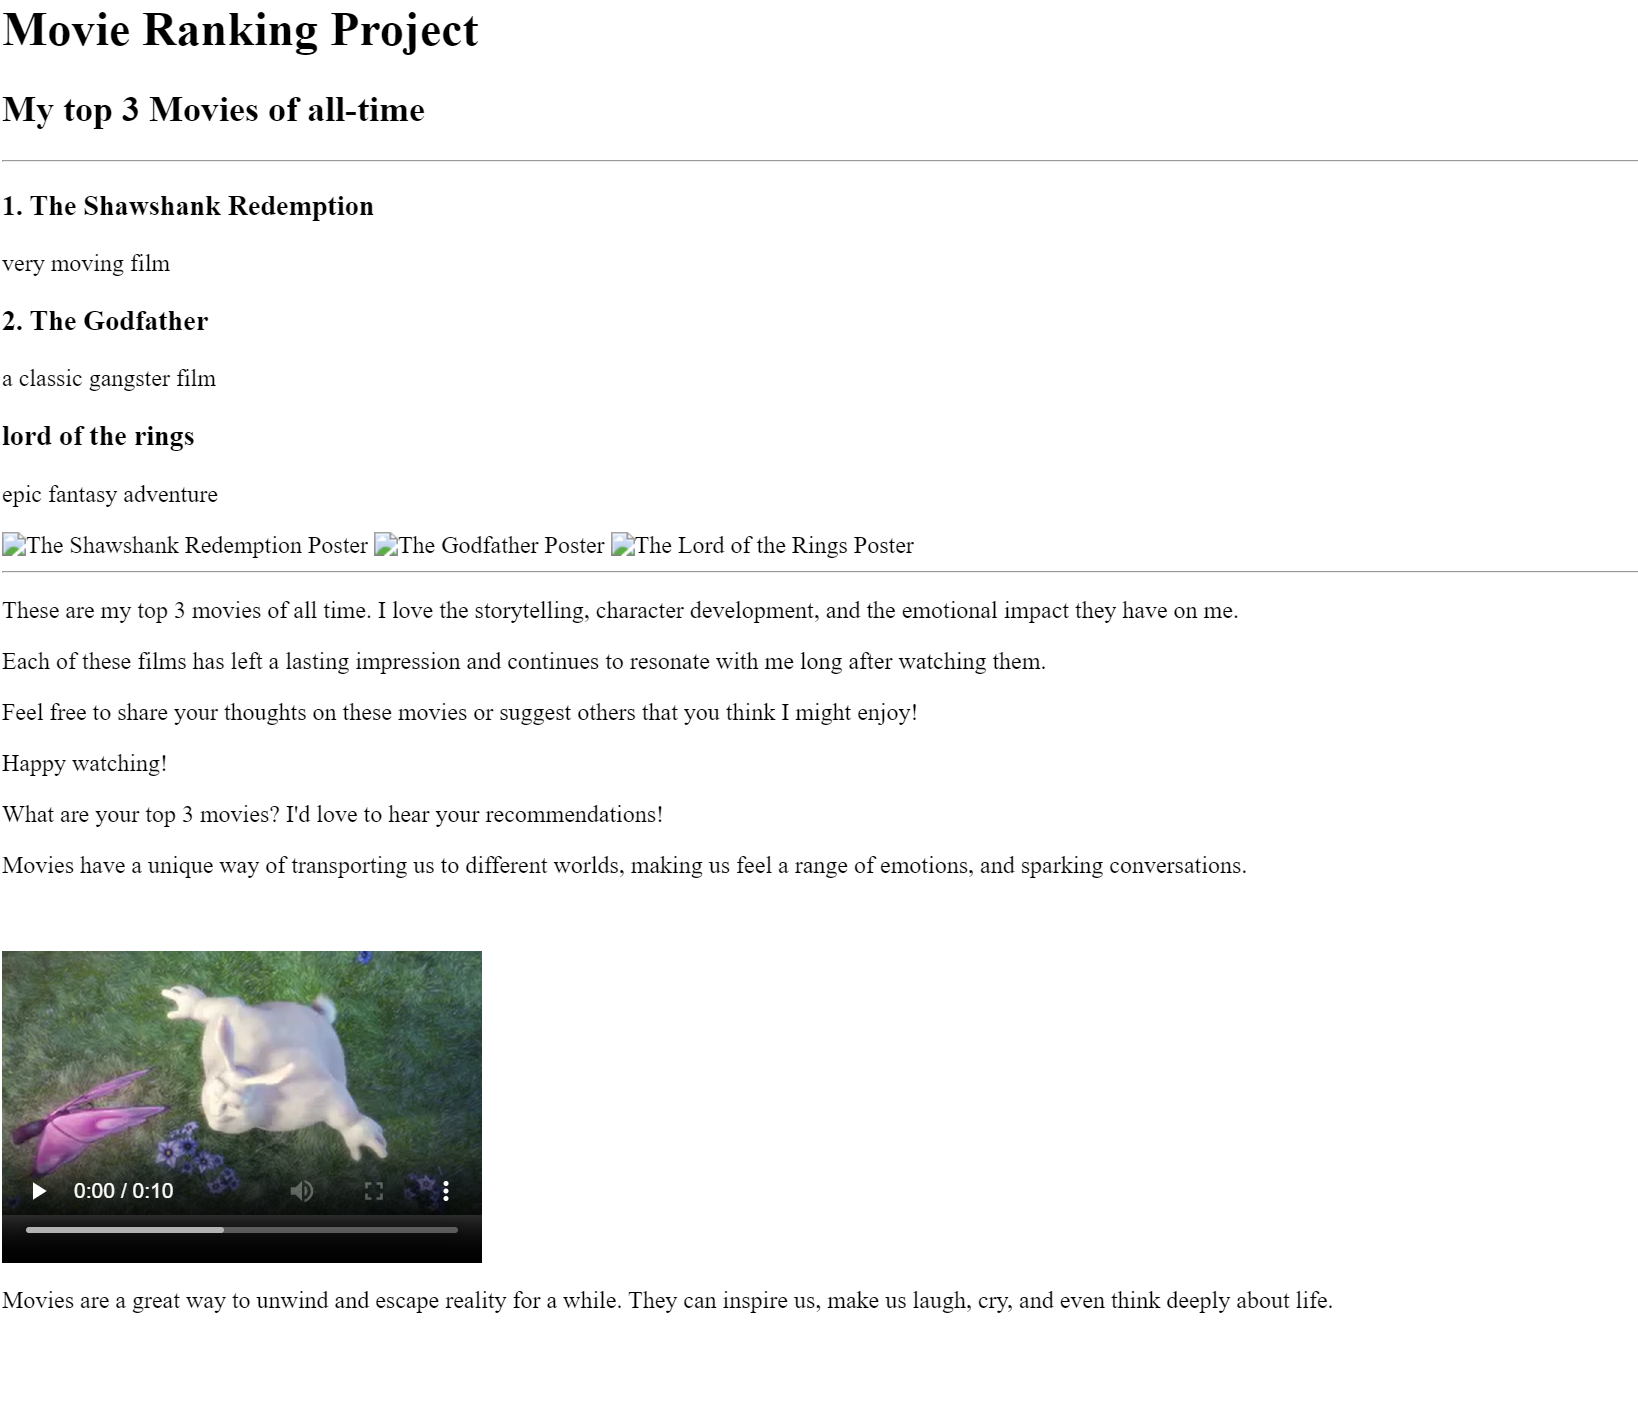 Movie Ranking Project
My top 3 Movies of all-time
1. The Shawshank Redemption
very moving film
2. The Godfather
a classic gangster film
lord of the rings
epic fantasy adventure
The Shawshank Redemption Poster The Godfather Poster The Lord of the Rings Poster
These are my top 3 movies of all time. I love the storytelling, character development, and the emotional impact they have on me.
Each of these films has left a lasting impression and continues to resonate with me long after watching them.
Feel free to share your thoughts on these movies or suggest others that you think I might enjoy!
Happy watching!
What are your top 3 movies? I'd love to hear your recommendations!
Movies have a unique way of transporting us to different worlds, making us feel a range of emotions, and sparking conversations.
0:00 / 0:10
Movies are a great way to unwind and escape reality for a while. They can inspire us, make us laugh, cry, and even think deeply about life.